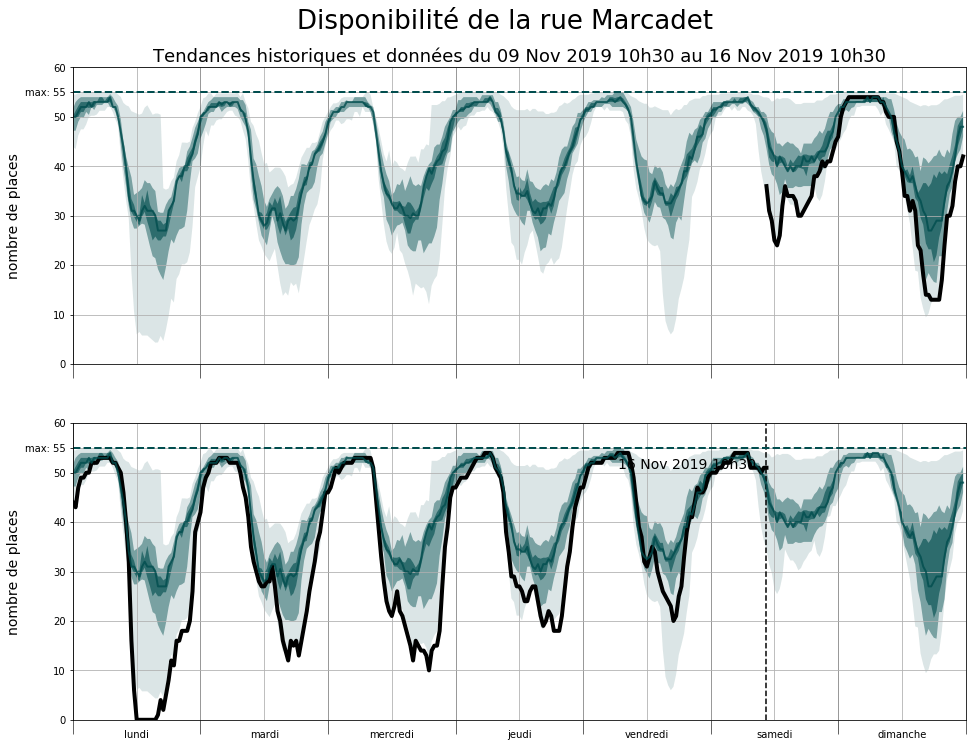 Disponibilité de la rue Marcadet
Tendances historiques et données du 09 Nov 2019 10h30 au 16 Nov 2019 10h30
60
max: 55
50
40
30
20
10
0
nombre de places
60
max: 55
50
40
30
20
10
0
nombre de places
16 Nov 2019 10h30
lundi mardi mercredi jeudi vendredi samedi dimanche